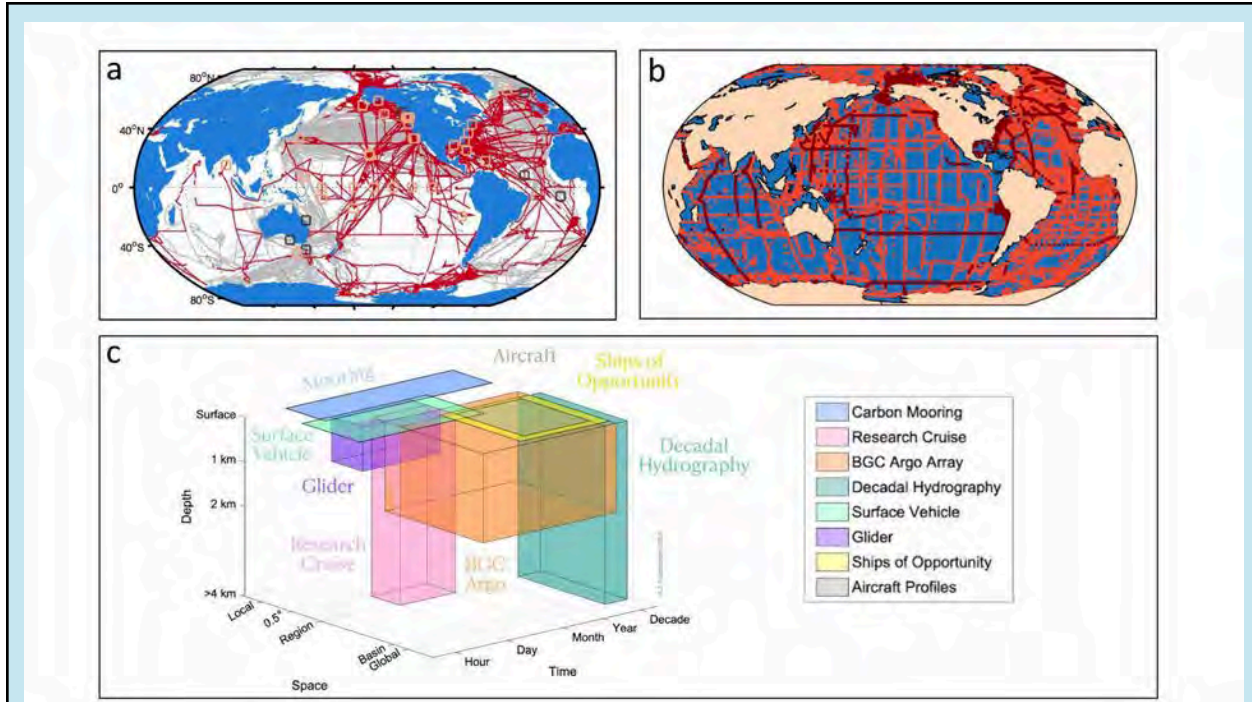 a
80°N
40°N
0°
40°S
80°S
b
c
Mooring
Aircraft
Ships of
Opportunity
Surface
Surface
Vehicle
Decadal
Hydrography
1 km
Glider
2 km
Depth
Research
Cruise
BGC
Argo
>4 km
Local
0.5°
Region
Basin
Global
Space
Hour
Day
Month
Year
Decade
Time
Carbon Mooring
Research Cruise
BGC Argo Array
Decadal Hydrography
Surface Vehicle
Glider
Ships of Opportunity
Aircraft Profiles